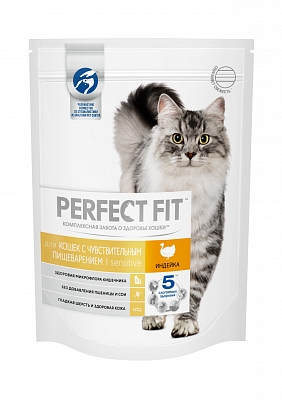 PERFECT FIT™
КОМПЛЕКСНАЯ ЗАБОТА О ЗДОРОВЬЕ КОШКИ
для КОШЕК С ЧУВСТВИТЕЛЬНЫМ
ПИЩЕВАРЕНИЕМ | sensitive
ИНДЕЙКА
ЗДОРОВАЯ МИКРОФЛОРА КИШЕЧНИКА
БЕЗ ДОБАВЛЕНИЯ ПШЕНИЦЫ И СОИ
ГЛАДКАЯ ШЕРСТЬ И ЗДОРОВАЯ КОЖА
5